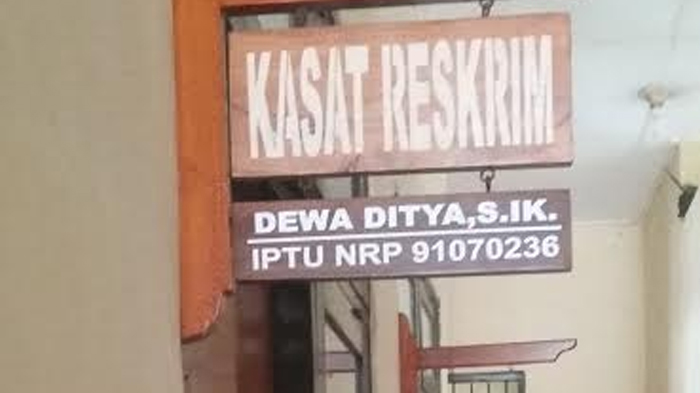 KASAT RESKRIM
DEWA DITYA,S.IK.
IPTU NRP 91070236